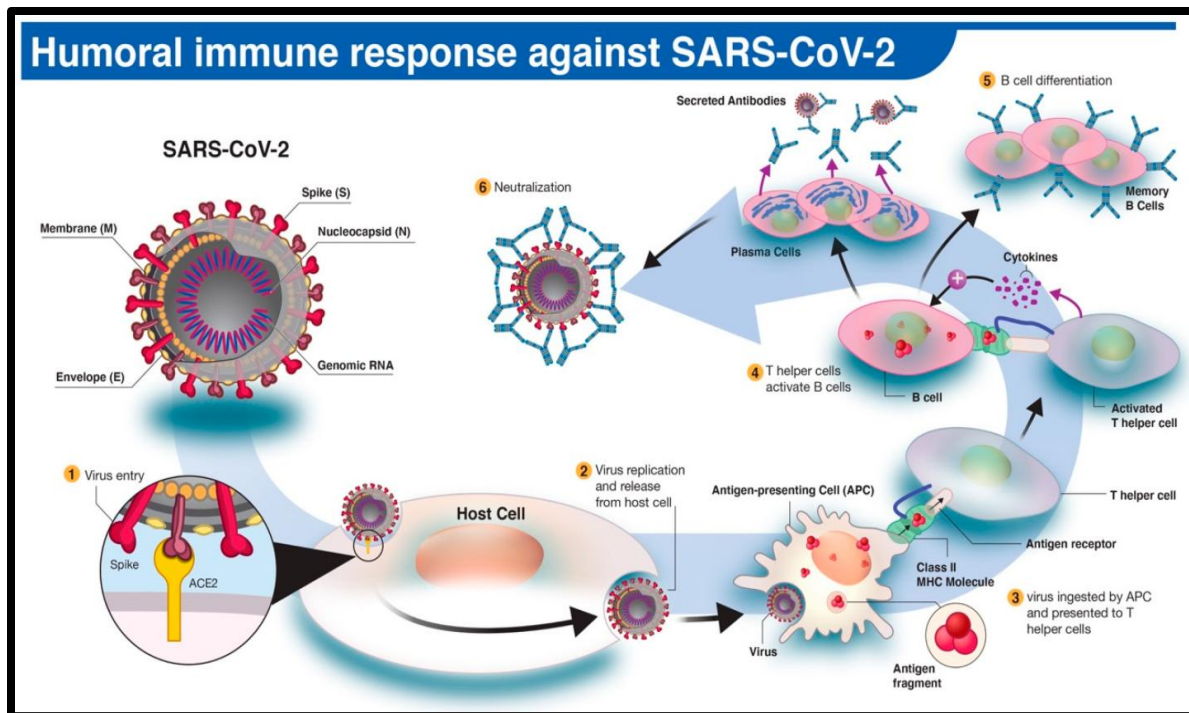 Humoral immune response against SARS-CoV-2
SARS-CoV-2
Spike (S)
Membrane (M)
Nucleocapsid (N)
Envelope (E)
Genomic RNA
1 Virus entry
Spike
ACE2
Host Cell
2 Virus replication
and release
from host cell
Antigen-presenting Cell (APC)
Virus
Antigen
fragment
Class II
MHC Molecule
Antigen receptor
T helper cell
3 virus ingested by APC
and presented to T
helper cells
Activated
T helper cell
Cytokines
+
4 T helper cells
activate B cells
B cell
5 B cell differentiation
Memory
B Cells
Plasma Cells
Secreted Antibodies
6 Neutralization